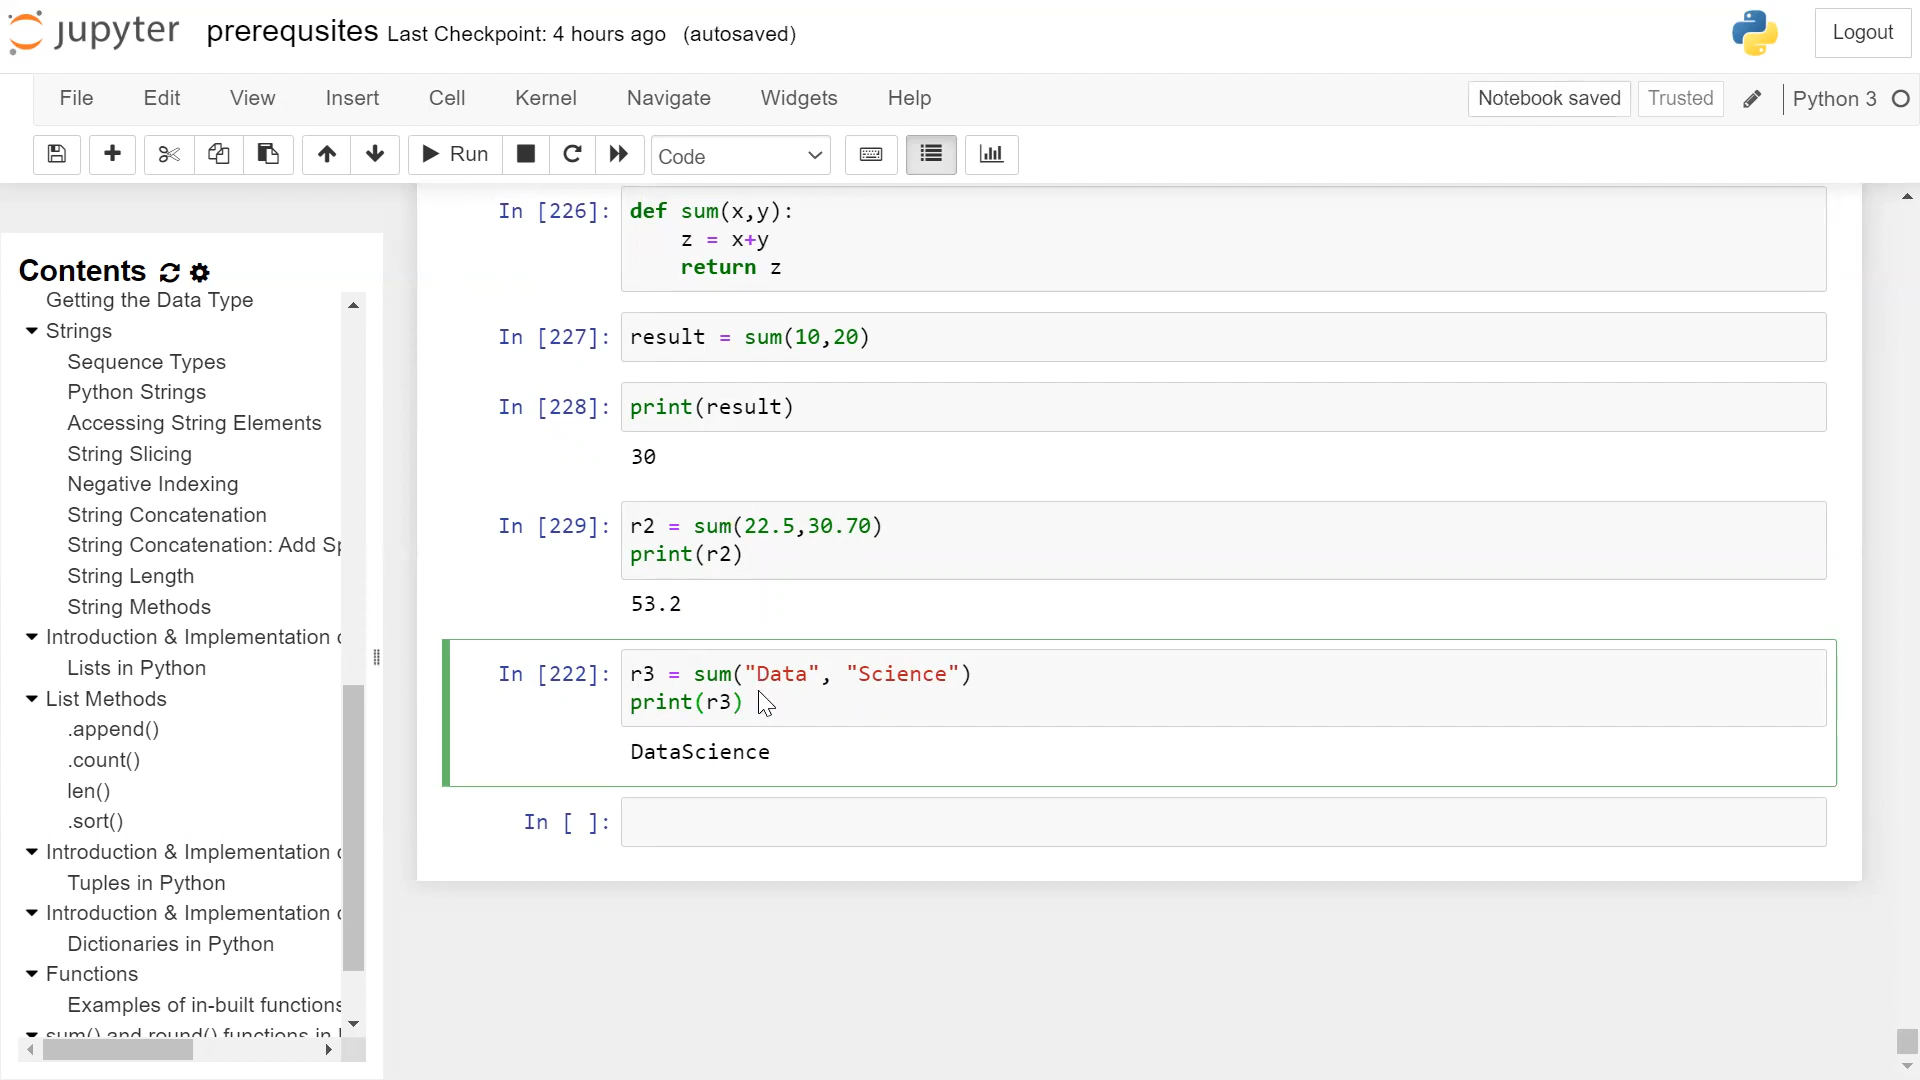 jupyter prerequsites Last Checkpoint: 4 hours ago (autosaved) Logout
File Edit View Insert Cell Kernel Navigate Widgets Help Notebook saved Trusted Python 3
Run Code
Contents
Getting the Data Type
Strings
Sequence Types
Python Strings
Accessing String Elements
String Slicing
Negative Indexing
String Concatenation
String Concatenation: Add Sp
String Length
String Methods
Introduction & Implementation
Lists in Python
List Methods
.append()
.count()
len()
.sort()
Introduction & Implementation
Tuples in Python
Introduction & Implementation
Dictionaries in Python
Functions
Examples of in-built functions
sum() and round() functions in
In [226]: def sum(x,y):
z = x+y
return z
In [227]: result = sum(10,20)
In [228]: print(result)
30
In [229]: r2 = sum(22.5,30.70)
print(r2)
53.2
In [222]: r3 = sum("Data", "Science")
print(r3)
DataScience
In [ ]: